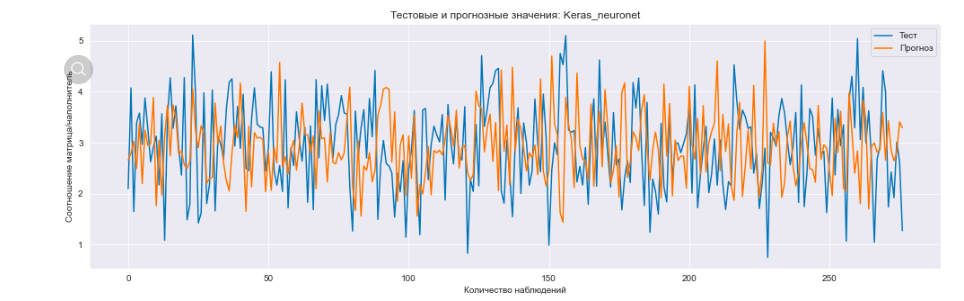 Тестовые и прогнозные значения: Keras_neuronet
Тест
Прогноз
Соотношение матрица/наполнитель
5
4
3
2
1
0
50
100
150
200
250
Количество наблюдений